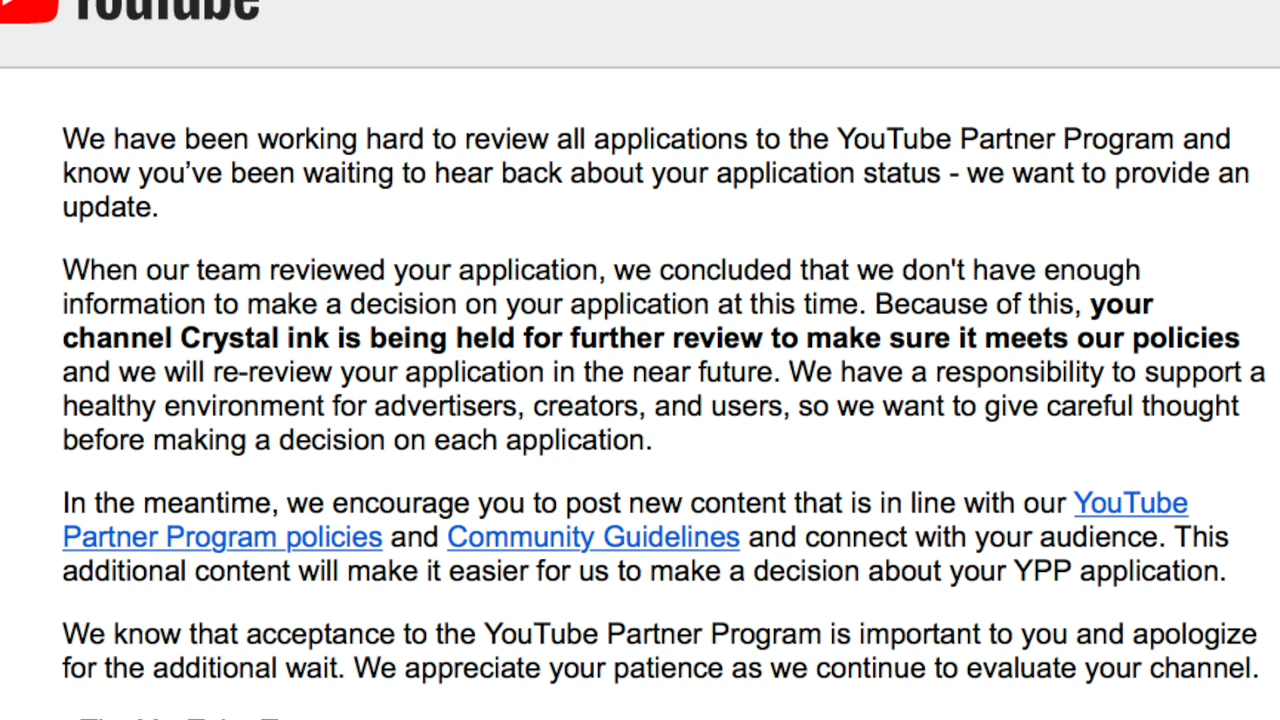 YouTube
We have been working hard to review all applications to the YouTube Partner Program and
know you’ve been waiting to hear back about your application status - we want to provide an
update.
When our team reviewed your application, we concluded that we don't have enough
information to make a decision on your application at this time. Because of this, your
channel Crystal ink is being held for further review to make sure it meets our policies
and we will re-review your application in the near future. We have a responsibility to support a
healthy environment for advertisers, creators, and users, so we want to give careful thought
before making a decision on each application.
In the meantime, we encourage you to post new content that is in line with our YouTube
Partner Program policies and Community Guidelines and connect with your audience. This
additional content will make it easier for us to make a decision about your YPP application.
We know that acceptance to the YouTube Partner Program is important to you and apologize
for the additional wait. We appreciate your patience as we continue to evaluate your channel.